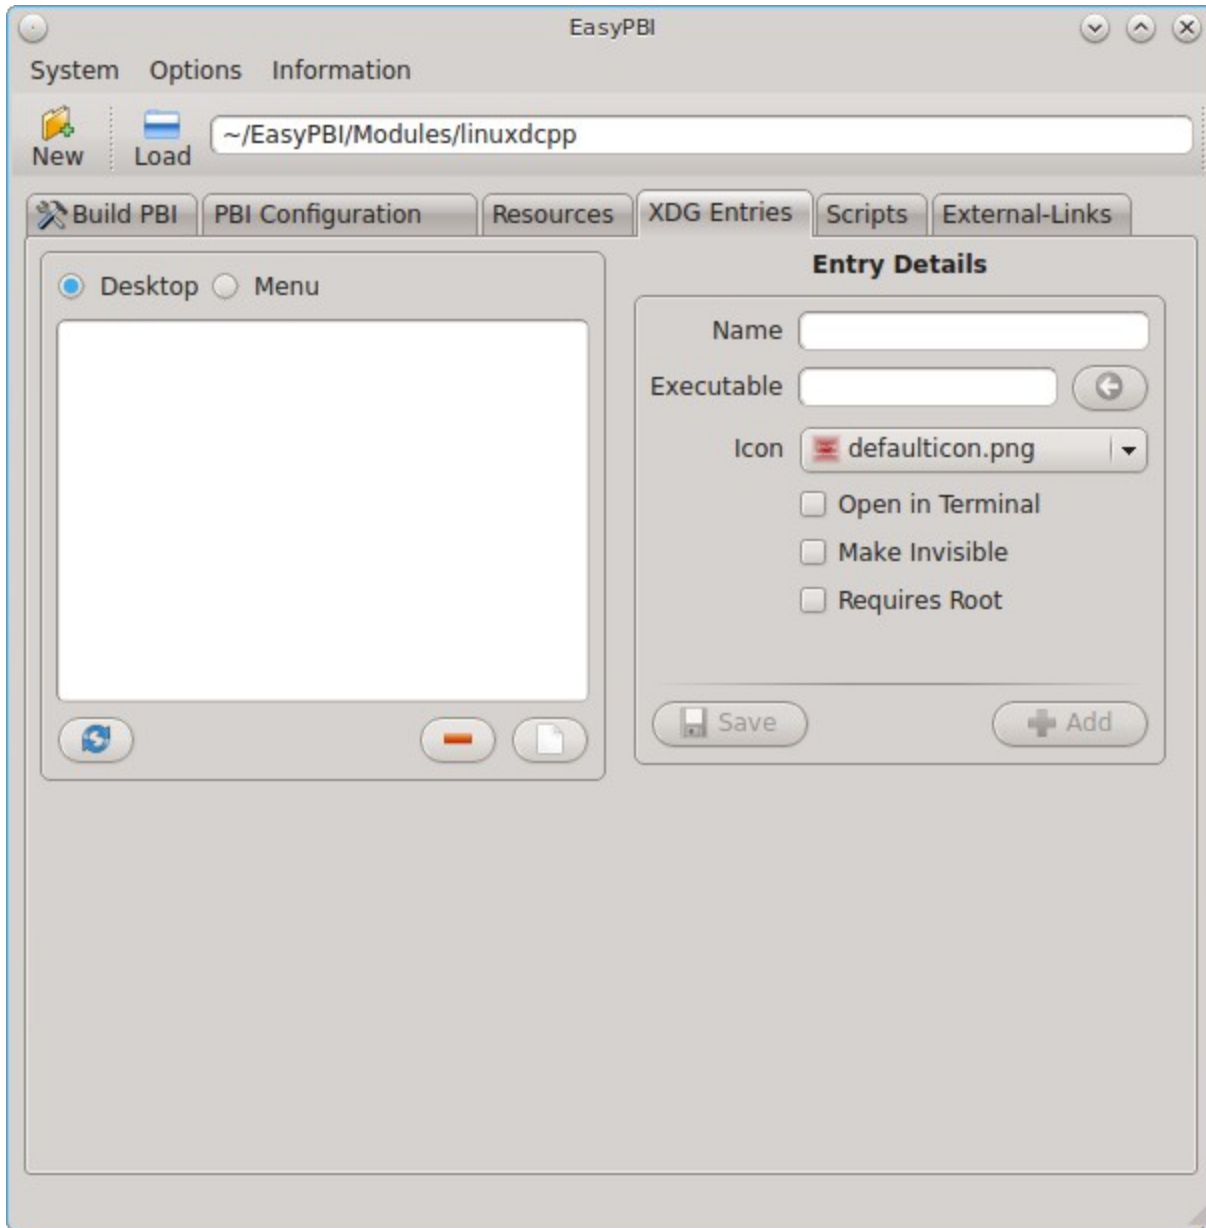 EasyPBI
System Options Information
New Load ~/EasyPBI/Modules/linuxdcpp
Build PBI PBI Configuration Resources XDG Entries Scripts External-Links
Desktop Menu
Entry Details
Name
Executable
Icon defaulticon.png
Open in Terminal
Make Invisible
Requires Root
Save Add